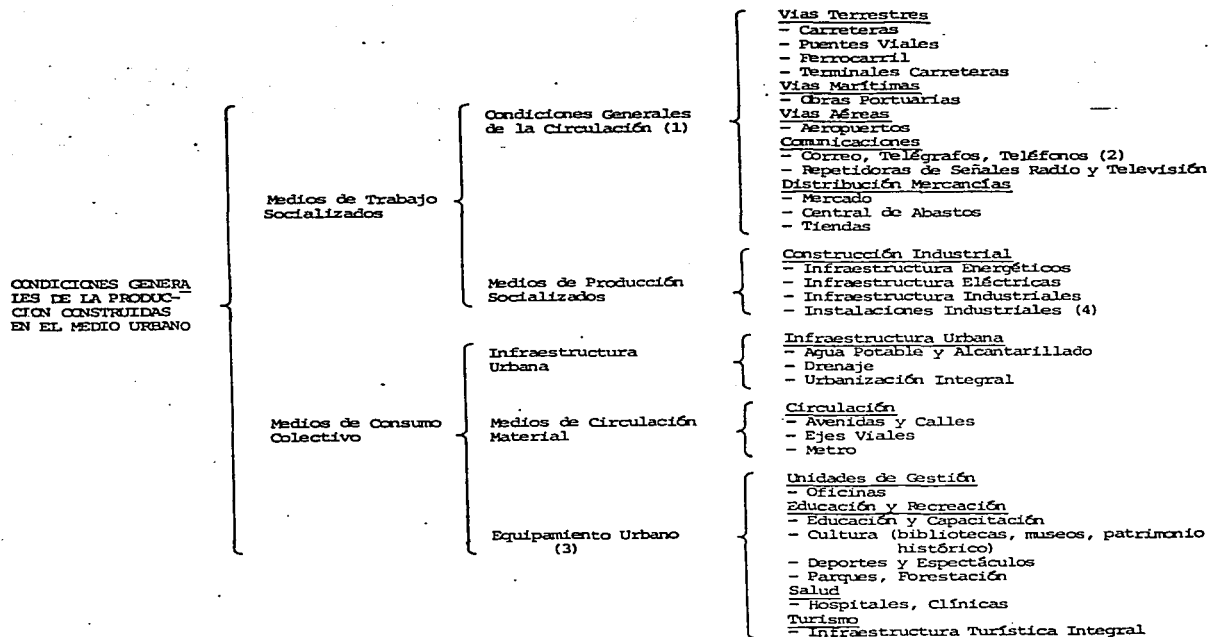 CONDICIONES GENERA
LES DE LA PRODUC-
CION CONSTRUIDAS
EN EL MEDIO URBANO
Medios de Trabajo
Socializados
Condiciones Generales
de la Circulación (1)
Vías Terrestres
- Carreteras
- Puentes Viales
- Ferrocarril
- Terminales Carreteras
Vías Marítimas
- Obras Portuarias
Vías Aéreas
- Aeropuertos
Comunicaciones
- Correo, Telégrafos, Teléfonos (2)
- Repetidoras de Señales Radio y Televisión
Distribución Mercancías
- Mercado
- Central de Abastos
- Tiendas
Medios de Producción
Socializados
Construcción Industrial
- Infraestructura Energéticos
- Infraestructura Eléctricas
- Infraestructura Industriales
- Instalaciones Industriales (4)
Medios de Consumo
Colectivo
Infraestructura
Urbana
Infraestructura Urbana
- Agua Potable y Alcantarillado
- Drenaje
- Urbanización Integral
Medios de Circulación
Material
Circulación
- Avenidas y Calles
- Ejes Viales
- Metro
Equipamiento Urbano
(3)
Unidades de Gestión
- Oficinas
Educación y Recreación
- Educación y Capacitación
- Cultura (bibliotecas, museos, patrimonio
histórico)
- Deportes y Espectáculos
- Parques, Forestación
Salud
- Hospitales, Clínicas
Turismo
- Infraestructura Turística Integral